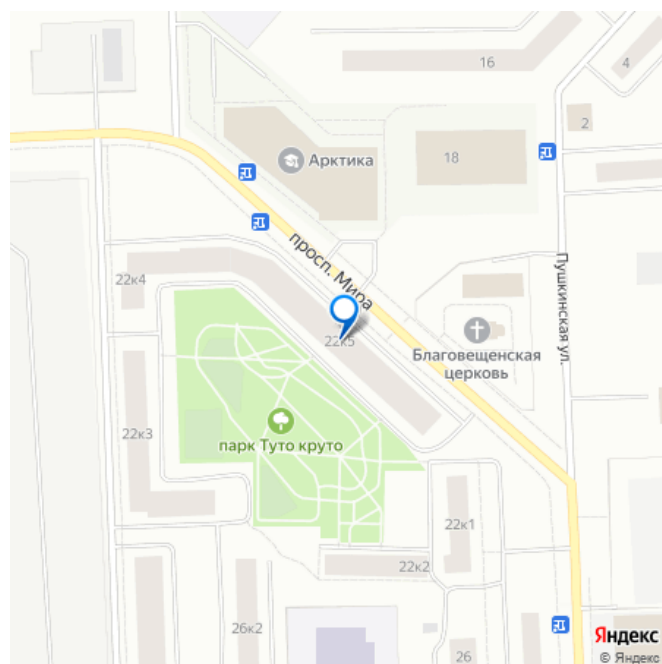 16
4
2
Арктика
18
просп. Мира
Пушкинская ул.
22к4
22к5
Благовещенская
церковь
22к3
парк Туто круто
22к1
22к2
26к2
26
Яндекс
© Яндекс